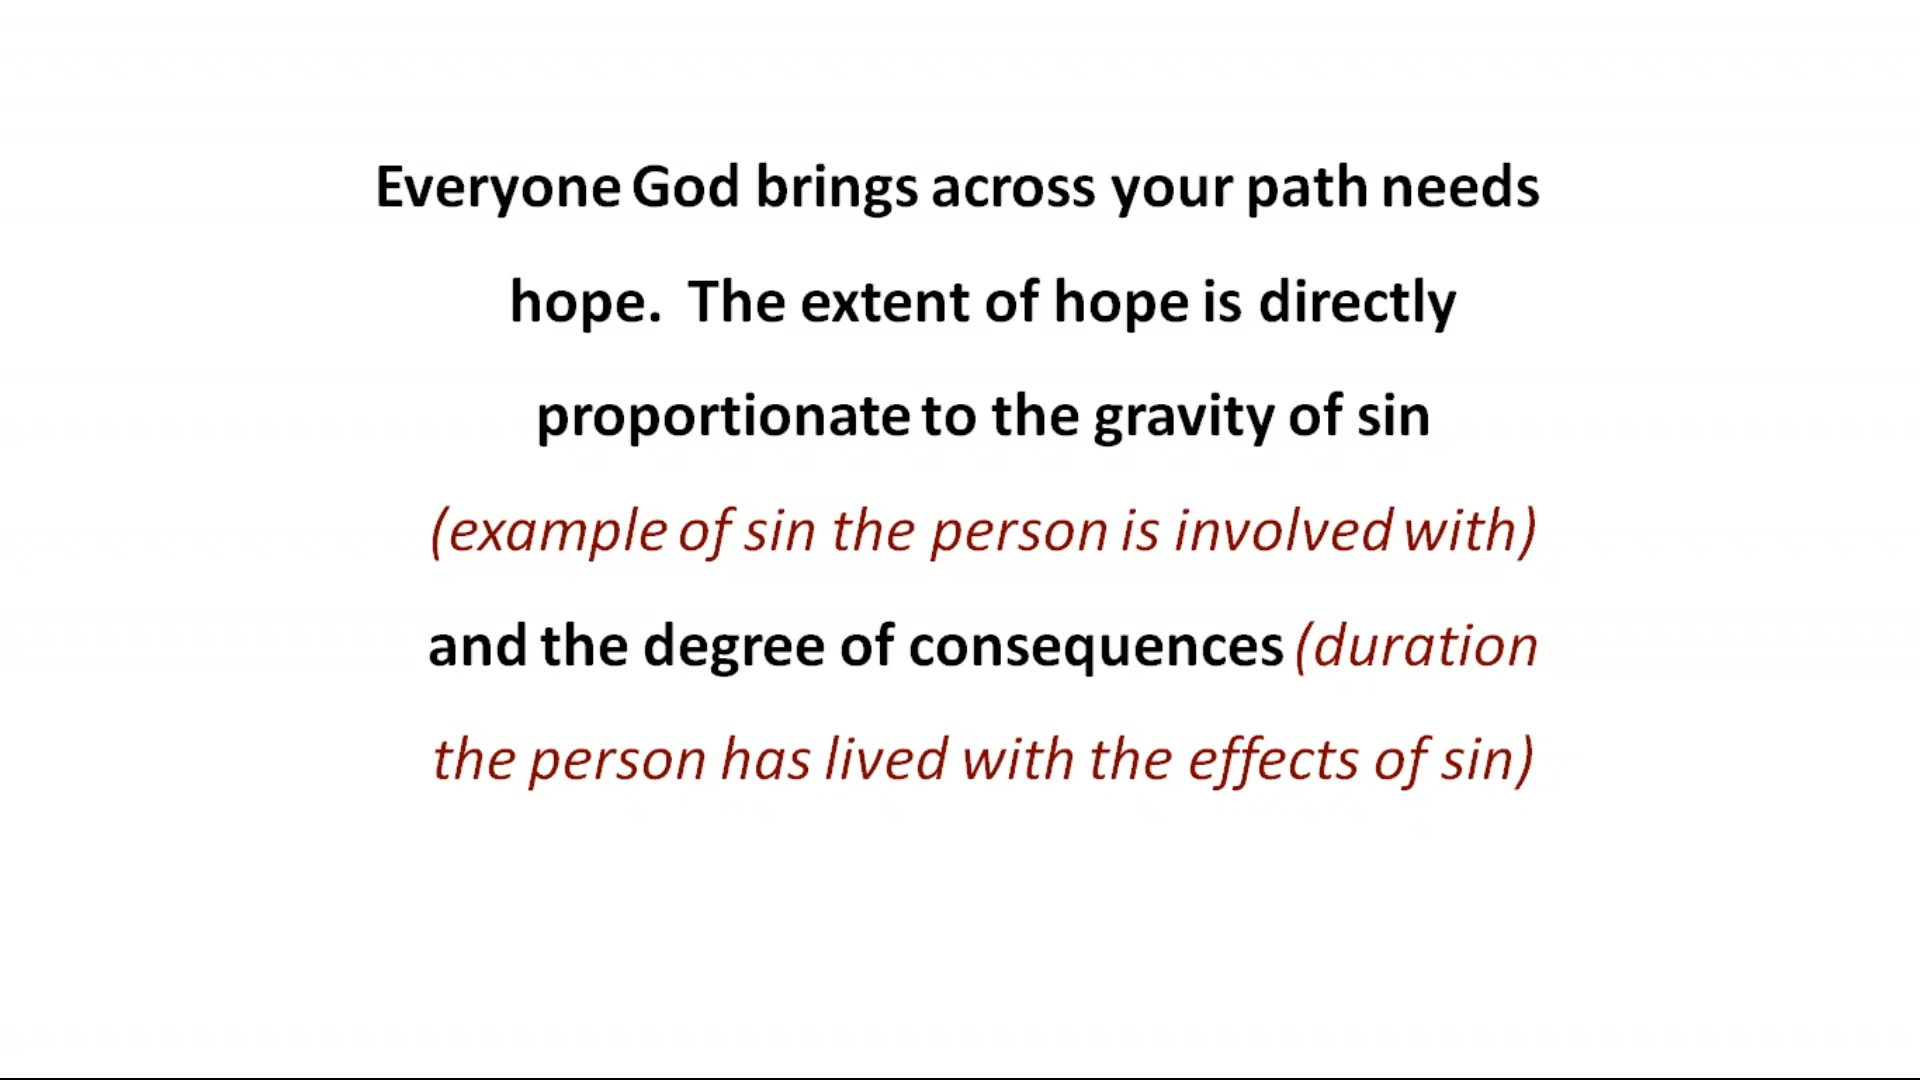 Everyone God brings across your path needs
hope.  The extent of hope is directly
proportionate to the gravity of sin
(example of sin the person is involved with)
and the degree of consequences (duration
the person has lived with the effects of sin)